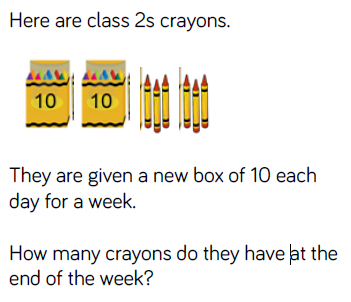 Here are class 2s crayons.
10 10
They are given a new box of 10 each
day for a week.
How many crayons do they have at the
end of the week?